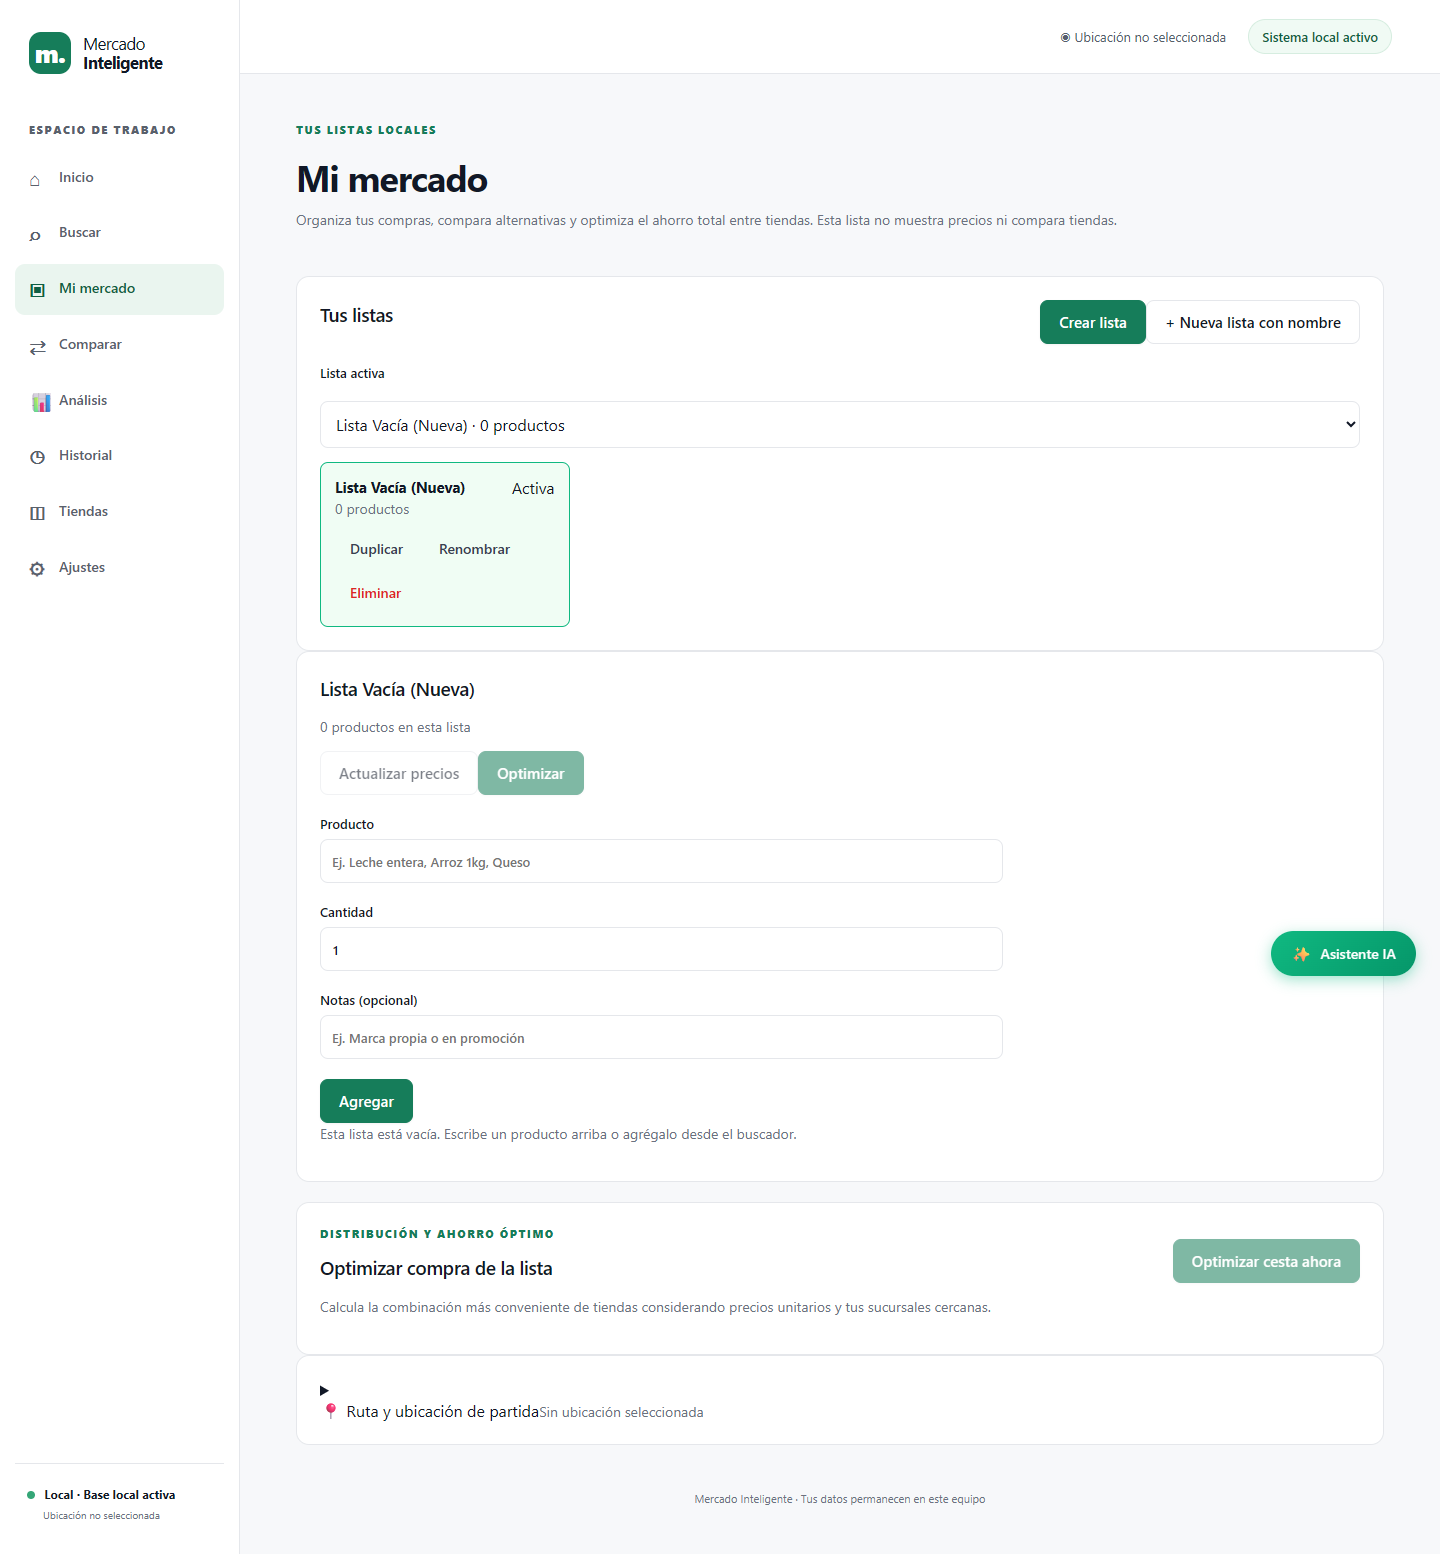 m.
Mercado
Inteligente
ESPACIO DE TRABAJO
Inicio
Buscar
Mi mercado
Comparar
Análisis
Historial
Tiendas
Ajustes
Local · Base local activa
Ubicación no seleccionada
Ubicación no seleccionada
Sistema local activo
TUS LISTAS LOCALES
Mi mercado
Organiza tus compras, compara alternativas y optimiza el ahorro total entre tiendas. Esta lista no muestra precios ni compara tiendas.
Tus listas
Crear lista
+ Nueva lista con nombre
Lista activa
Lista Vacía (Nueva) · 0 productos
Lista Vacía (Nueva) Activa
0 productos
Duplicar Renombrar
Eliminar
Lista Vacía (Nueva)
0 productos en esta lista
Actualizar precios Optimizar
Producto
Ej. Leche entera, Arroz 1kg, Queso
Cantidad
1
Notas (opcional)
Ej. Marca propia o en promoción
Agregar
Esta lista está vacía. Escribe un producto arriba o agrégalo desde el buscador.
Asistente IA
DISTRIBUCIÓN Y AHORRO ÓPTIMO
Optimizar compra de la lista
Calcula la combinación más conveniente de tiendas considerando precios unitarios y tus sucursales cercanas.
Optimizar cesta ahora
Ruta y ubicación de partidaSin ubicación seleccionada
Mercado Inteligente · Tus datos permanecen en este equipo